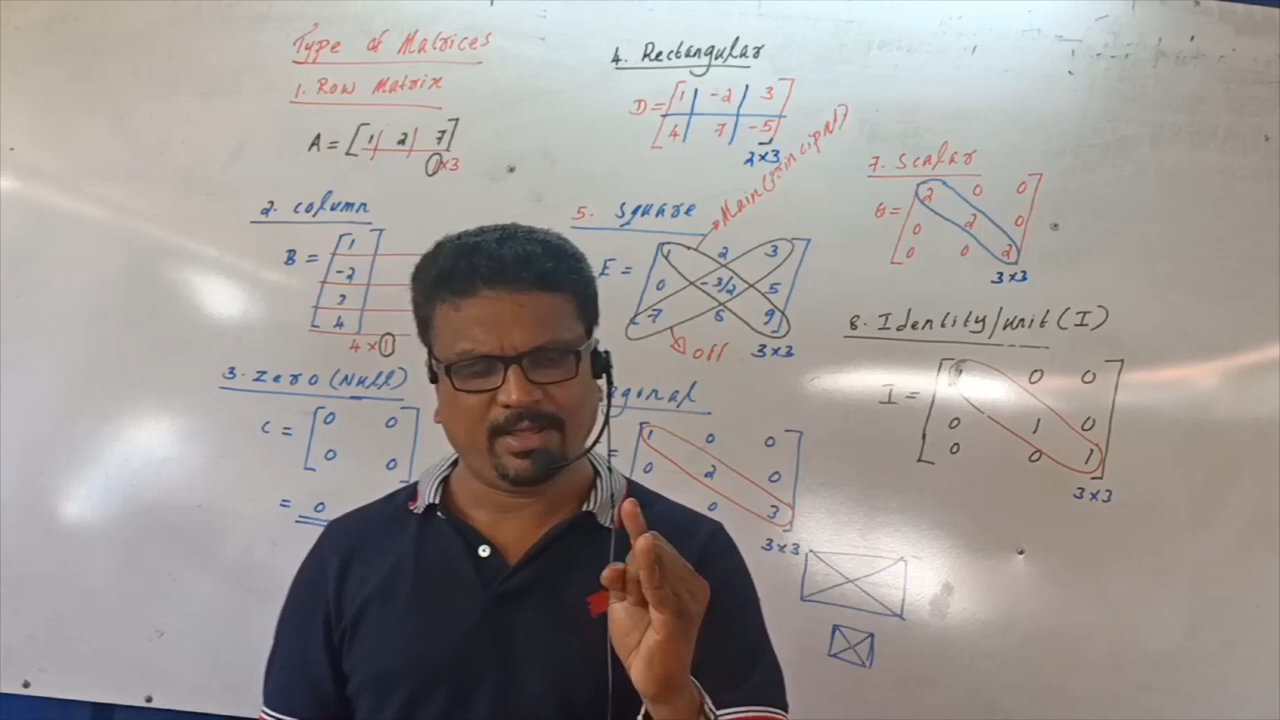 Type of Matrices
1. Row Matrix
A = [1 2 7]
1×3
2. column
B = [1
-2
3
4]
4 × 1
3. Zero (Null)
C = [0 0
0 0]
= 0
4. Rectangular
D = [1 -2 3
4 7 -5]
2×3
5. Square
Main (principal)
E = [1 2 3
0 -3/2 5
-7 6 9]
off
3×3
agonal
= [1 0 0
0 2 0
0 3]
3×3
7. Scalar
G = [2 0 0
0 2 0
0 0 2]
3×3
8. Identity/unit (I)
I = [1 0 0
0 1 0
0 0 1]
3×3